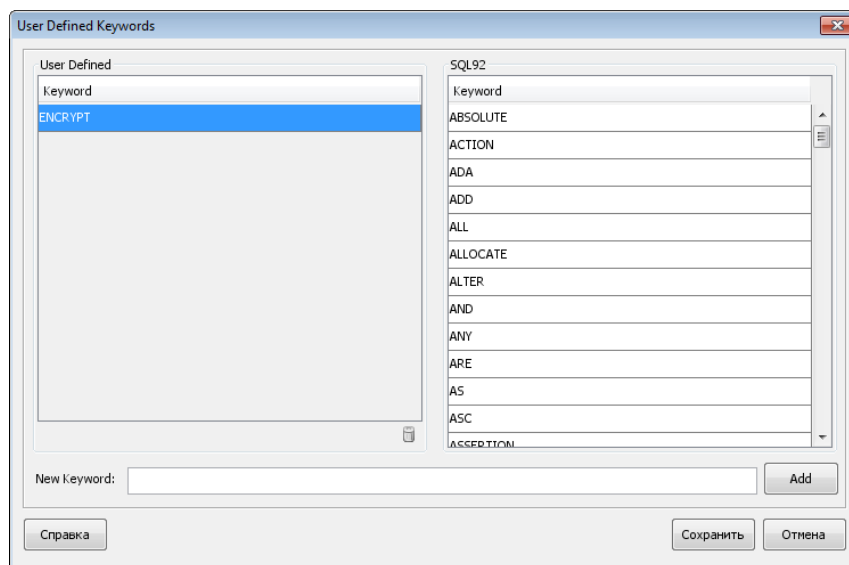 User Defined Keywords
User Defined
Keyword
ENCRYPT
SQL92
Keyword
ABSOLUTE
ACTION
ADA
ADD
ALL
ALLOCATE
ALTER
AND
ANY
ARE
AS
ASC
ASSERTION
New Keyword:
Add
Справка
Сохранить
Отмена